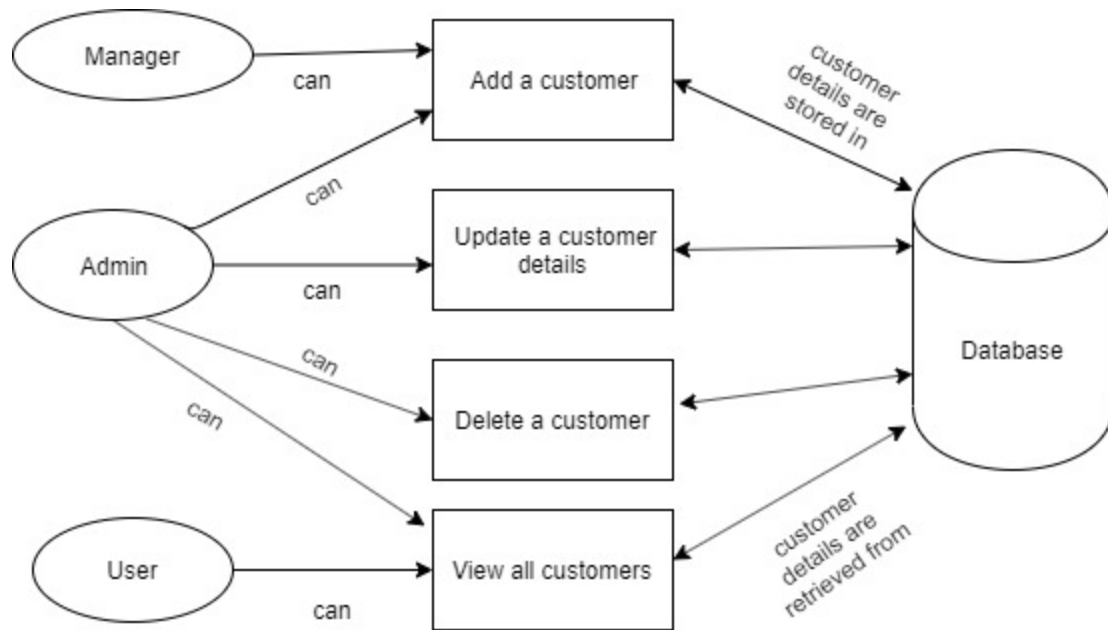 Manager
can
Add a customer
customer
details are
stored in
can
Admin
can
Update a customer
details
Database
can
can
Delete a customer
User
can
View all customers
customer
details are
retrieved from